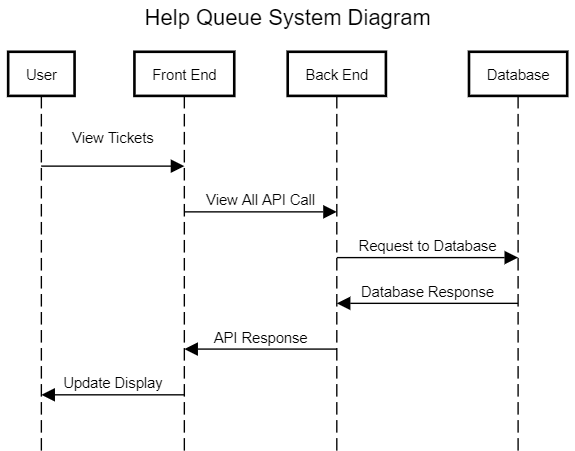 Help Queue System Diagram
User
Front End
Back End
Database
View Tickets
View All API Call
Request to Database
Database Response
API Response
Update Display